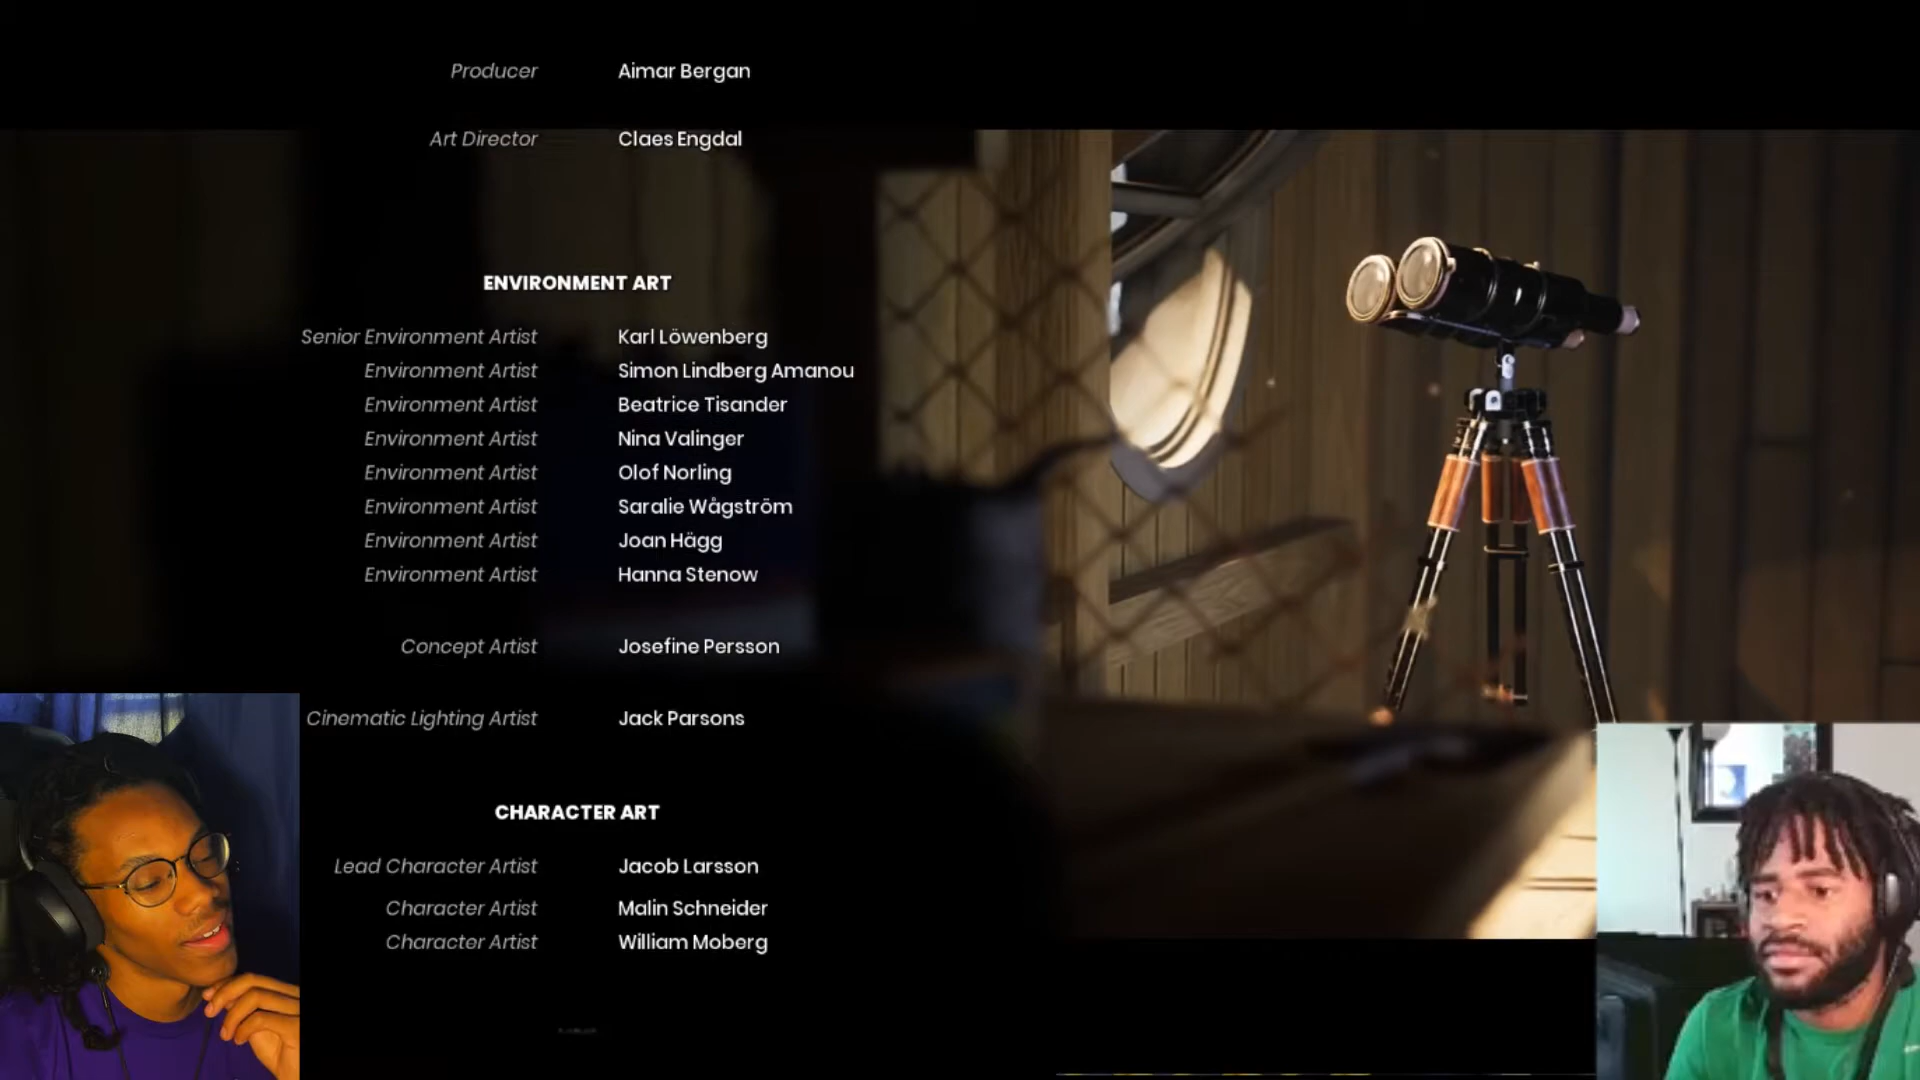 Producer Aimar Bergan
Art Director Claes Engdal
ENVIRONMENT ART
Senior Environment Artist Karl Löwenberg
Environment Artist Simon Lindberg Amanou
Environment Artist Beatrice Tisander
Environment Artist Nina Valinger
Environment Artist Olof Norling
Environment Artist Saralie Wågström
Environment Artist Joan Hägg
Environment Artist Hanna Stenow
Concept Artist Josefine Persson
Cinematic Lighting Artist Jack Parsons
CHARACTER ART
Lead Character Artist Jacob Larsson
Character Artist Malin Schneider
Character Artist William Moberg